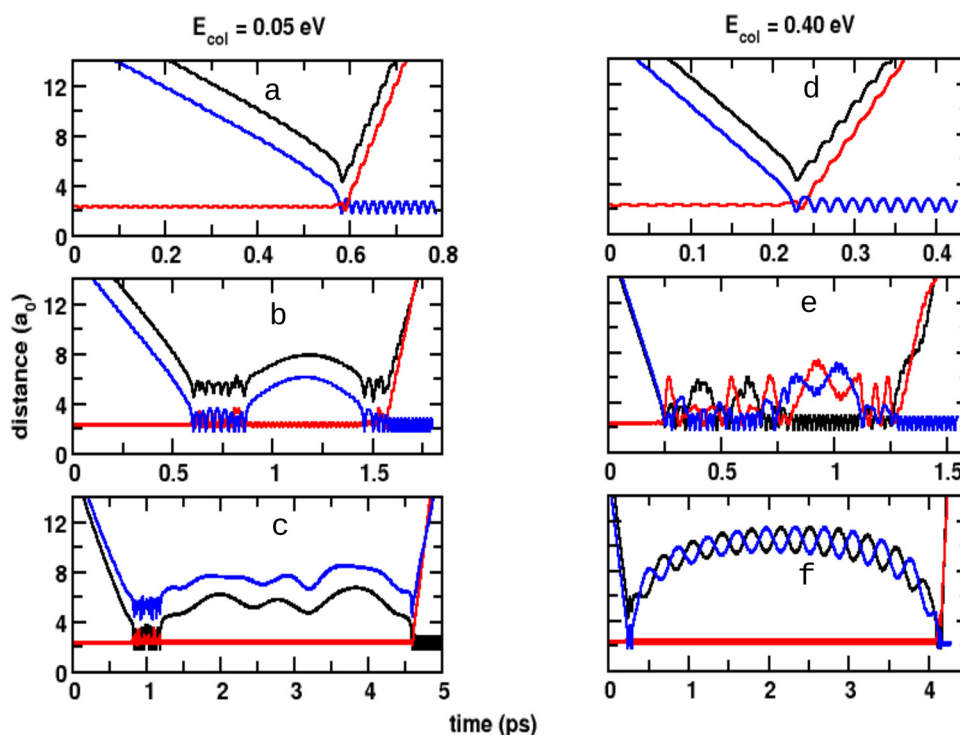 E_col = 0.05 eV
E_col = 0.40 eV
a
12
8
4
0
0 0.2 0.4 0.6 0.8
d
0 0.1 0.2 0.3 0.4
distance (a_0)
b
12
8
4
0
0 0.5 1 1.5
e
0 0.5 1 1.5
c
12
8
4
0
0 1 2 3 4 5
f
0 1 2 3 4
time (ps)